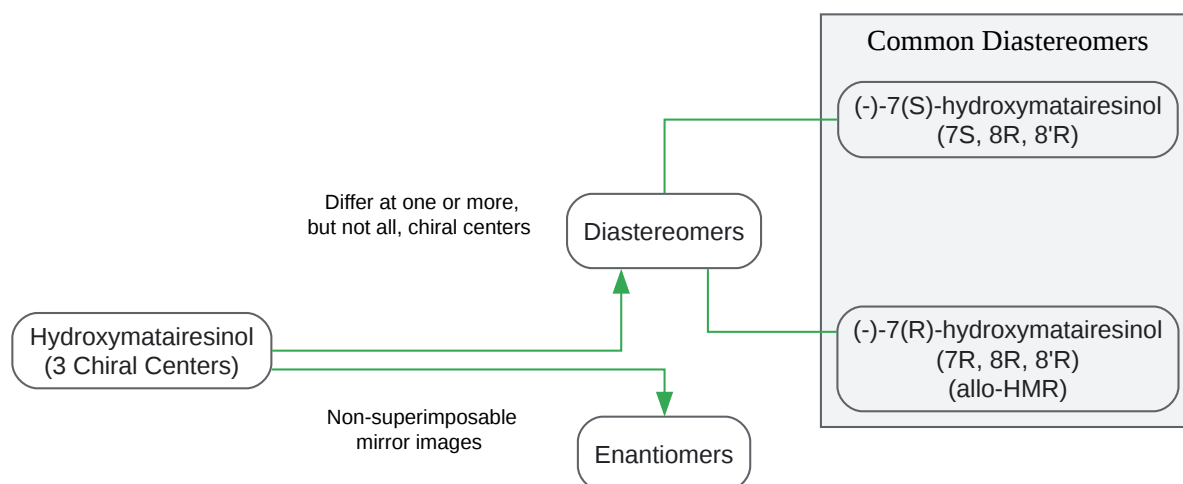 Common Diastereomers
(-)-7(S)-hydroxymatairesinol
(7S, 8R, 8'R)
Differ at one or more,
but not all, chiral centers
Diastereomers
Hydroxymatairesinol
(3 Chiral Centers)
(-)-7(R)-hydroxymatairesinol
(7R, 8R, 8'R)
(allo-HMR)
Non-superimposable
mirror images
Enantiomers